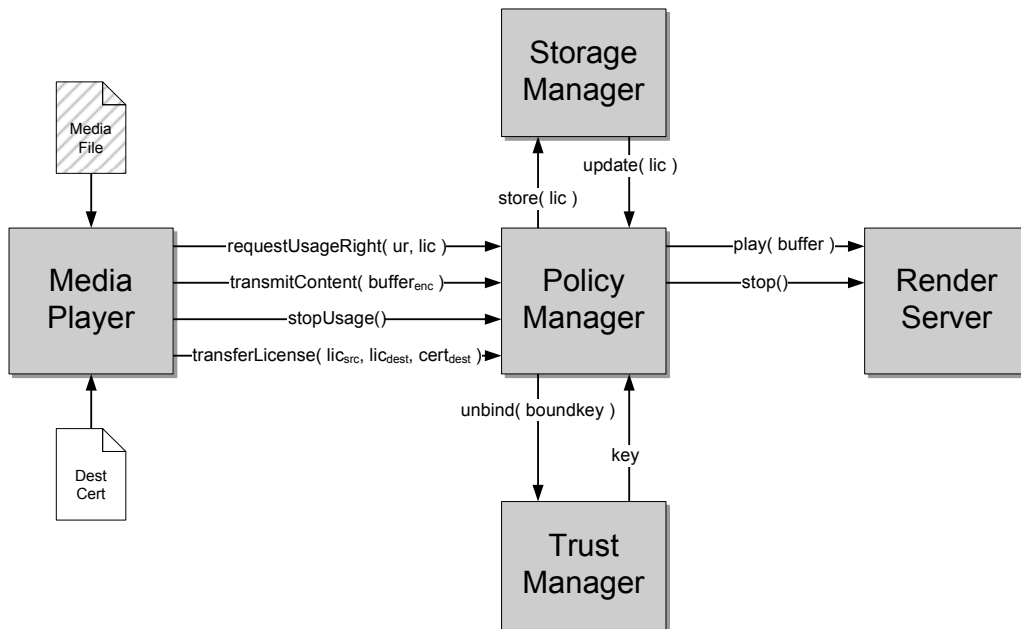 Storage
Manager
Media
File
update( lic )
store( lic )
Media
Player
requestUsageRight( ur, lic )
transmitContent( bufferenc )
stopUsage()
transferLicense( licsrc, licdest, certdest )
Policy
Manager
play( buffer )
stop()
Render
Server
unbind( boundkey )
key
Dest
Cert
Trust
Manager